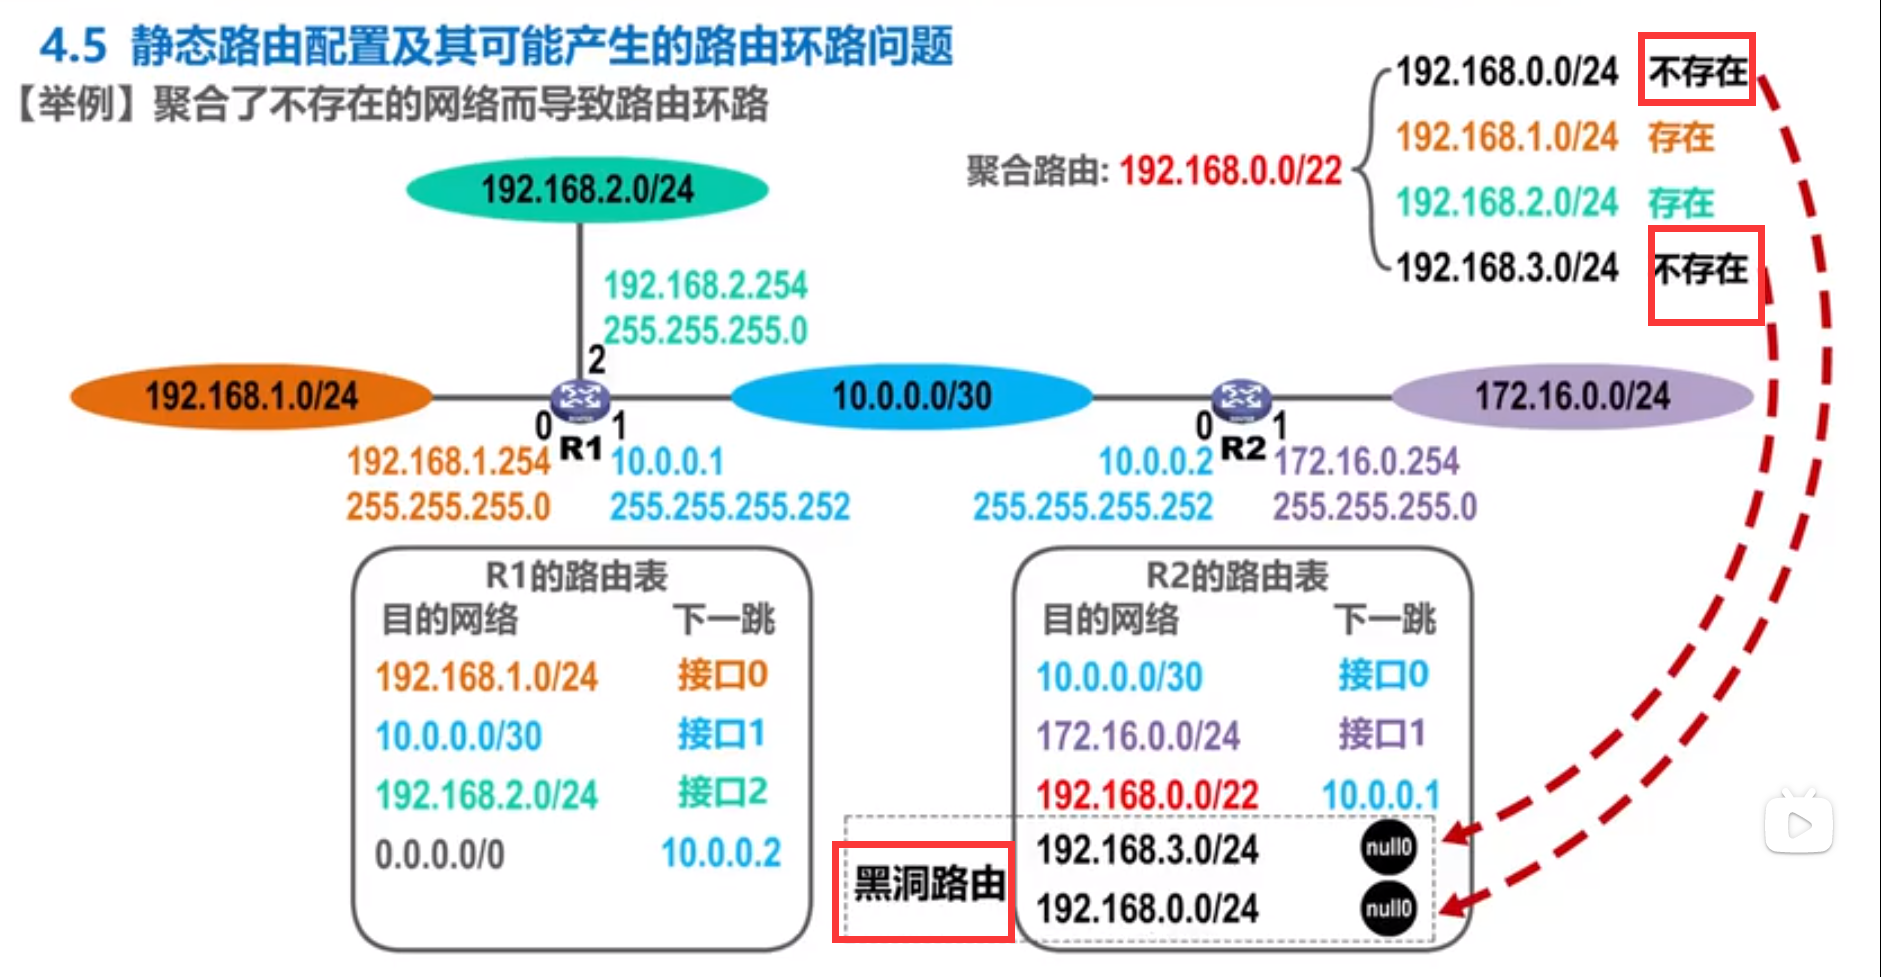 4.5 静态路由配置及其可能产生的路由环路问题
【举例】聚合了不存在的网络而导致路由环路
聚合路由: 192.168.0.0/22
192.168.0.0/24 不存在
192.168.1.0/24 存在
192.168.2.0/24 存在
192.168.3.0/24 不存在
192.168.2.0/24
192.168.2.254
255.255.255.0
2
192.168.1.0/24
10.0.0.0/30
172.16.0.0/24
0
R1
1
0
R2
1
192.168.1.254
255.255.255.0
10.0.0.1
255.255.255.252
10.0.0.2
255.255.255.252
172.16.0.254
255.255.255.0
R1的路由表
目的网络 下一跳
192.168.1.0/24 接口0
10.0.0.0/30 接口1
192.168.2.0/24 接口2
0.0.0.0/0 10.0.0.2
R2的路由表
目的网络 下一跳
10.0.0.0/30 接口0
172.16.0.0/24 接口1
192.168.0.0/22 10.0.0.1
黑洞路由
192.168.3.0/24 null0
192.168.0.0/24 null0